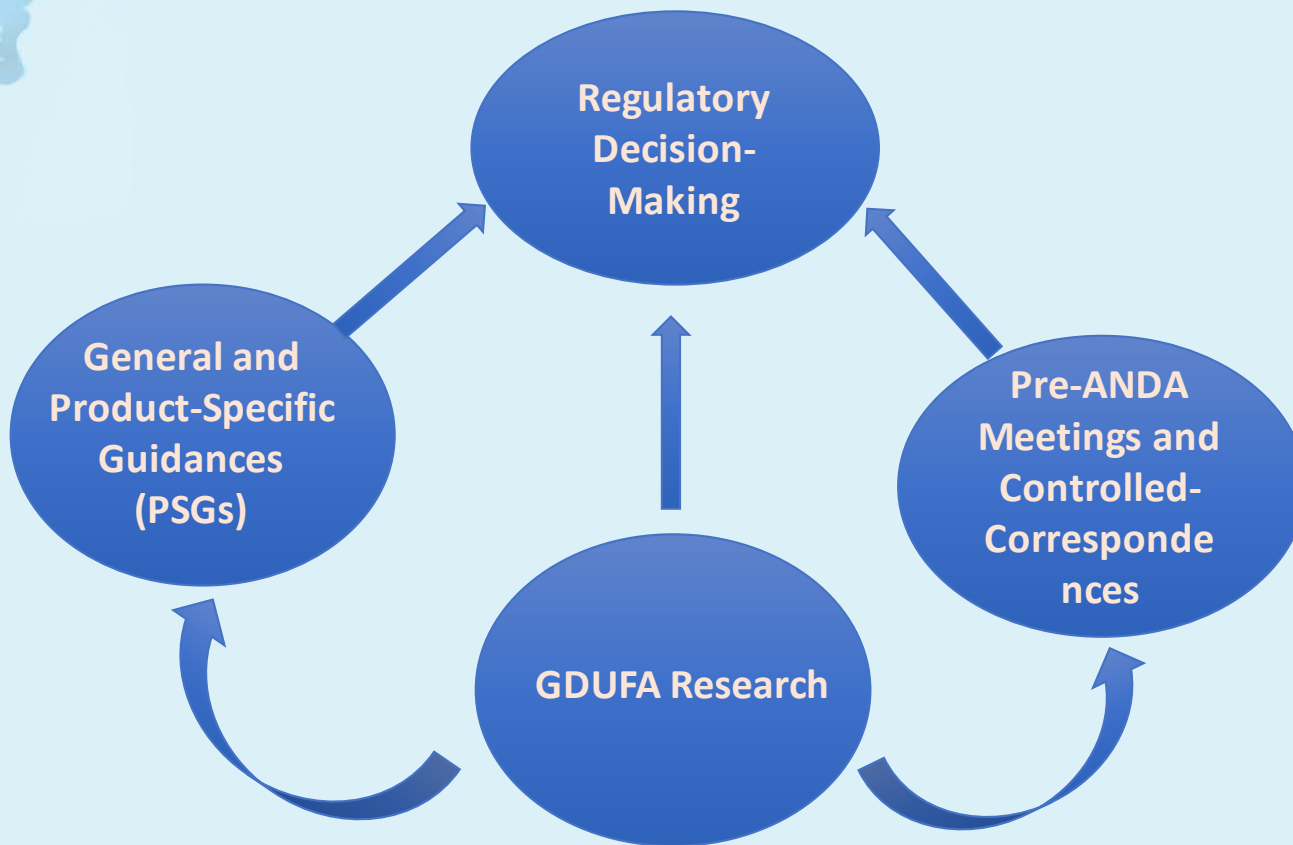 Regulatory
Decision-
Making
General and
Product-Specific
Guidances
(PSGs)
Pre-ANDA
Meetings and
Controlled-
Corresponde
nces
GDUFA Research